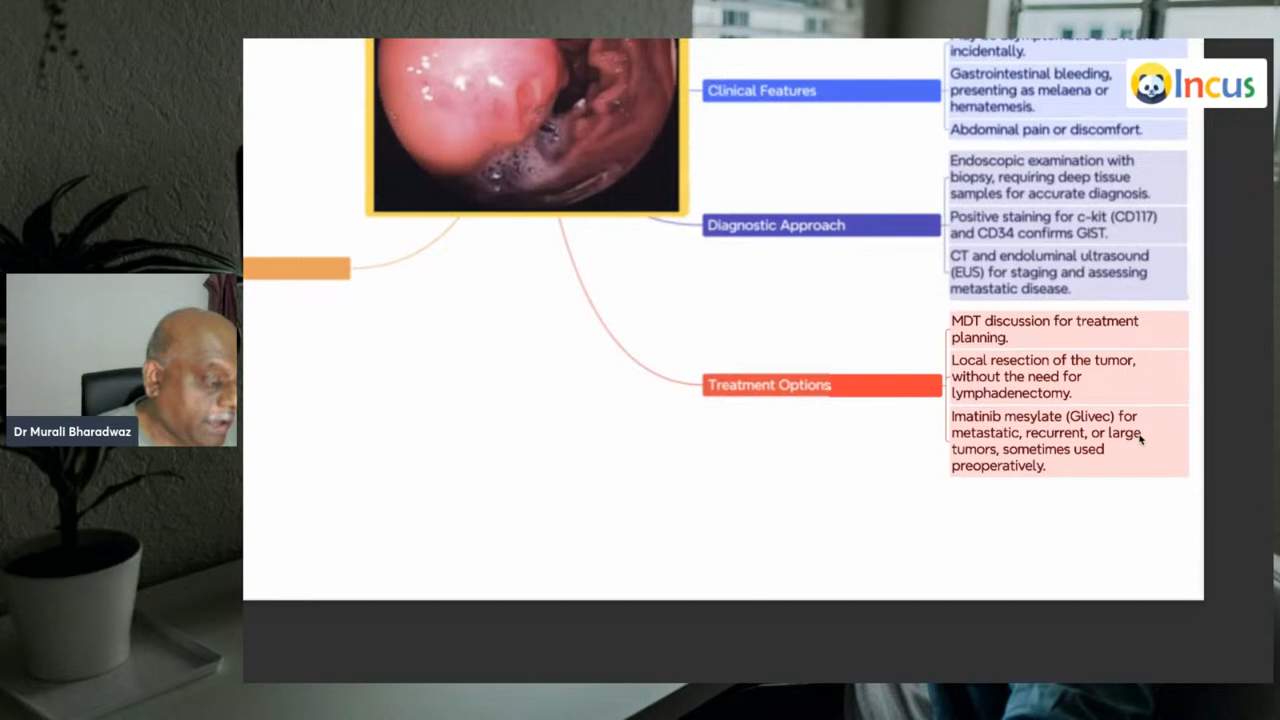 incidentally.
Clinical Features
Gastrointestinal bleeding,
presenting as melaena or
hematemesis.
Abdominal pain or discomfort.
Incus
Diagnostic Approach
Endoscopic examination with
biopsy, requiring deep tissue
samples for accurate diagnosis.
Positive staining for c-kit (CD117)
and CD34 confirms GIST.
CT and endoluminal ultrasound
(EUS) for staging and assessing
metastatic disease.
Treatment Options
MDT discussion for treatment
planning.
Local resection of the tumor,
without the need for
lymphadenectomy.
Imatinib mesylate (Glivec) for
metastatic, recurrent, or large
tumors, sometimes used
preoperatively.
Dr Murali Bharadwaz